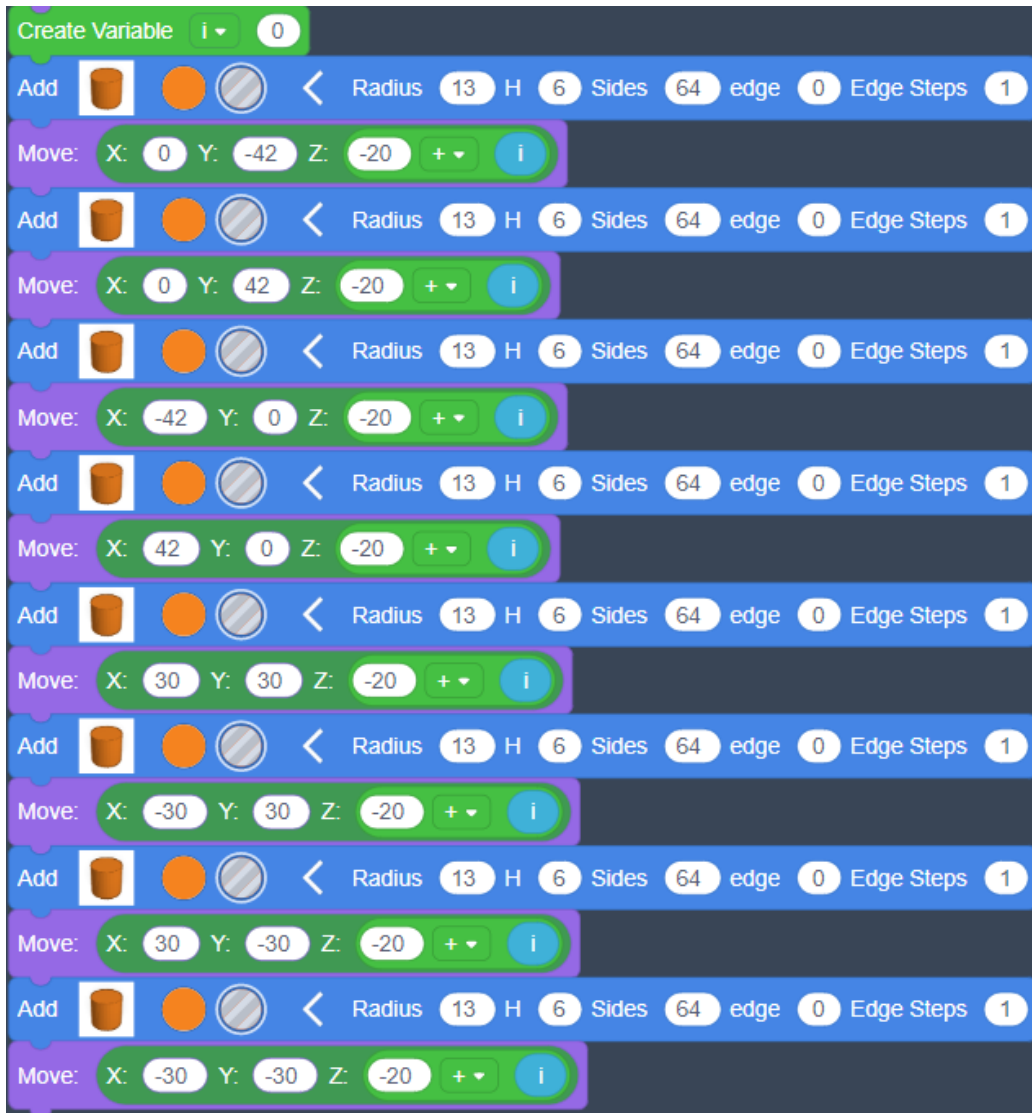 Create Variable i 0
Add Radius 13 H 6 Sides 64 edge 0 Edge Steps 1
Move: X: 0 Y: -42 Z: -20 + i
Add Radius 13 H 6 Sides 64 edge 0 Edge Steps 1
Move: X: 0 Y: 42 Z: -20 + i
Add Radius 13 H 6 Sides 64 edge 0 Edge Steps 1
Move: X: -42 Y: 0 Z: -20 + i
Add Radius 13 H 6 Sides 64 edge 0 Edge Steps 1
Move: X: 42 Y: 0 Z: -20 + i
Add Radius 13 H 6 Sides 64 edge 0 Edge Steps 1
Move: X: 30 Y: 30 Z: -20 + i
Add Radius 13 H 6 Sides 64 edge 0 Edge Steps 1
Move: X: -30 Y: 30 Z: -20 + i
Add Radius 13 H 6 Sides 64 edge 0 Edge Steps 1
Move: X: 30 Y: -30 Z: -20 + i
Add Radius 13 H 6 Sides 64 edge 0 Edge Steps 1
Move: X: -30 Y: -30 Z: -20 + i